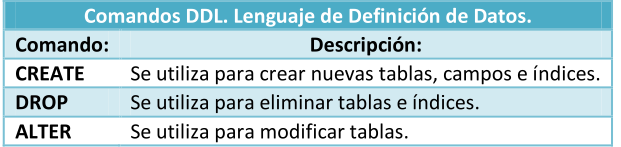 Comandos DDL. Lenguaje de Definición de Datos.
Comando: Descripción:
CREATE Se utiliza para crear nuevas tablas, campos e índices.
DROP Se utiliza para eliminar tablas e índices.
ALTER Se utiliza para modificar tablas.